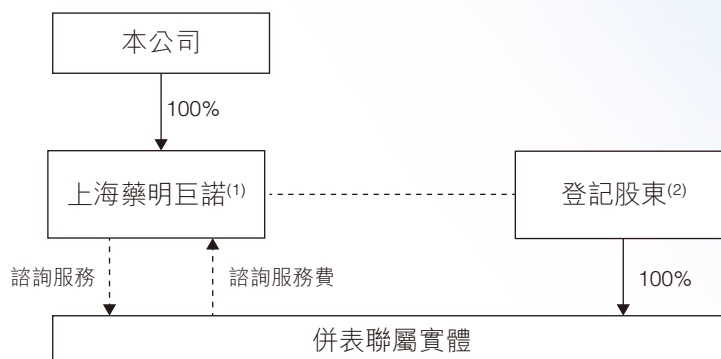 本公司
100%
上海藥明巨諾(1)
登記股東(2)
諮詢服務
諮詢服務費
100%
併表聯屬實體